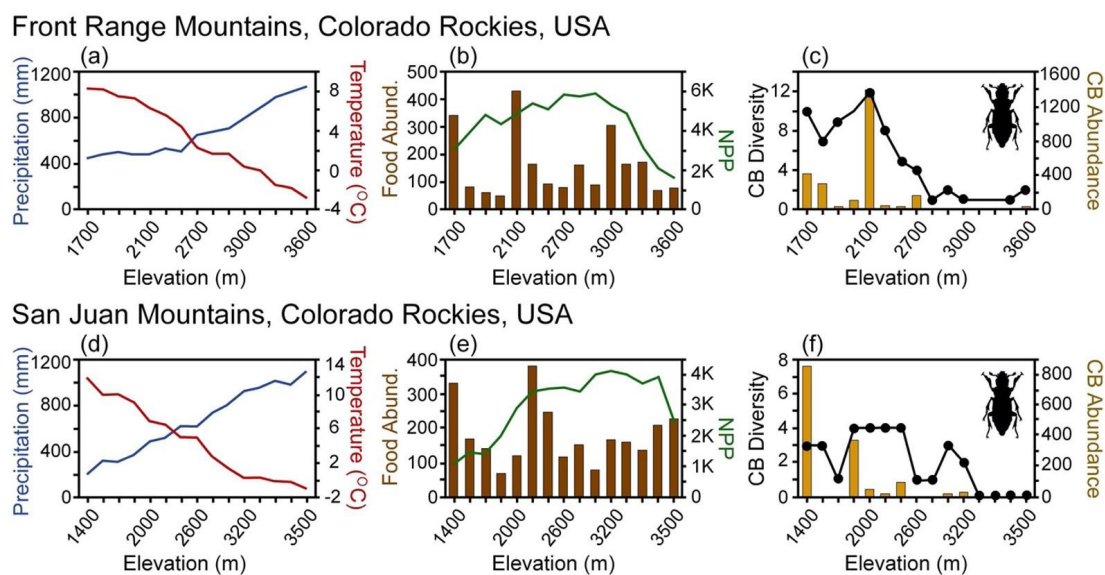 Front Range Mountains, Colorado Rockies, USA
(a)
Precipitation (mm)
1200
800
400
0
Temperature (°C)
8
4
0
-4
1700
2100
2700
3000
3600
Elevation (m)
(b)
Food Abund.
500
400
300
200
100
0
NPP
6K
4K
2K
0
1700
2100
2700
3000
3600
Elevation (m)
(c)
CB Diversity
12
8
4
0
CB Abundance
1600
1200
800
400
0
1700
2100
2700
3000
3600
Elevation (m)
San Juan Mountains, Colorado Rockies, USA
(d)
Precipitation (mm)
1200
800
400
0
Temperature (°C)
14
10
6
2
-2
1400
2000
2600
3200
3500
Elevation (m)
(e)
Food Abund.
400
300
200
100
0
NPP
4K
3K
2K
1K
0
1400
2000
2600
3200
3500
Elevation (m)
(f)
CB Diversity
8
6
4
2
0
CB Abundance
800
600
400
200
0
1400
2000
2600
3200
3500
Elevation (m)